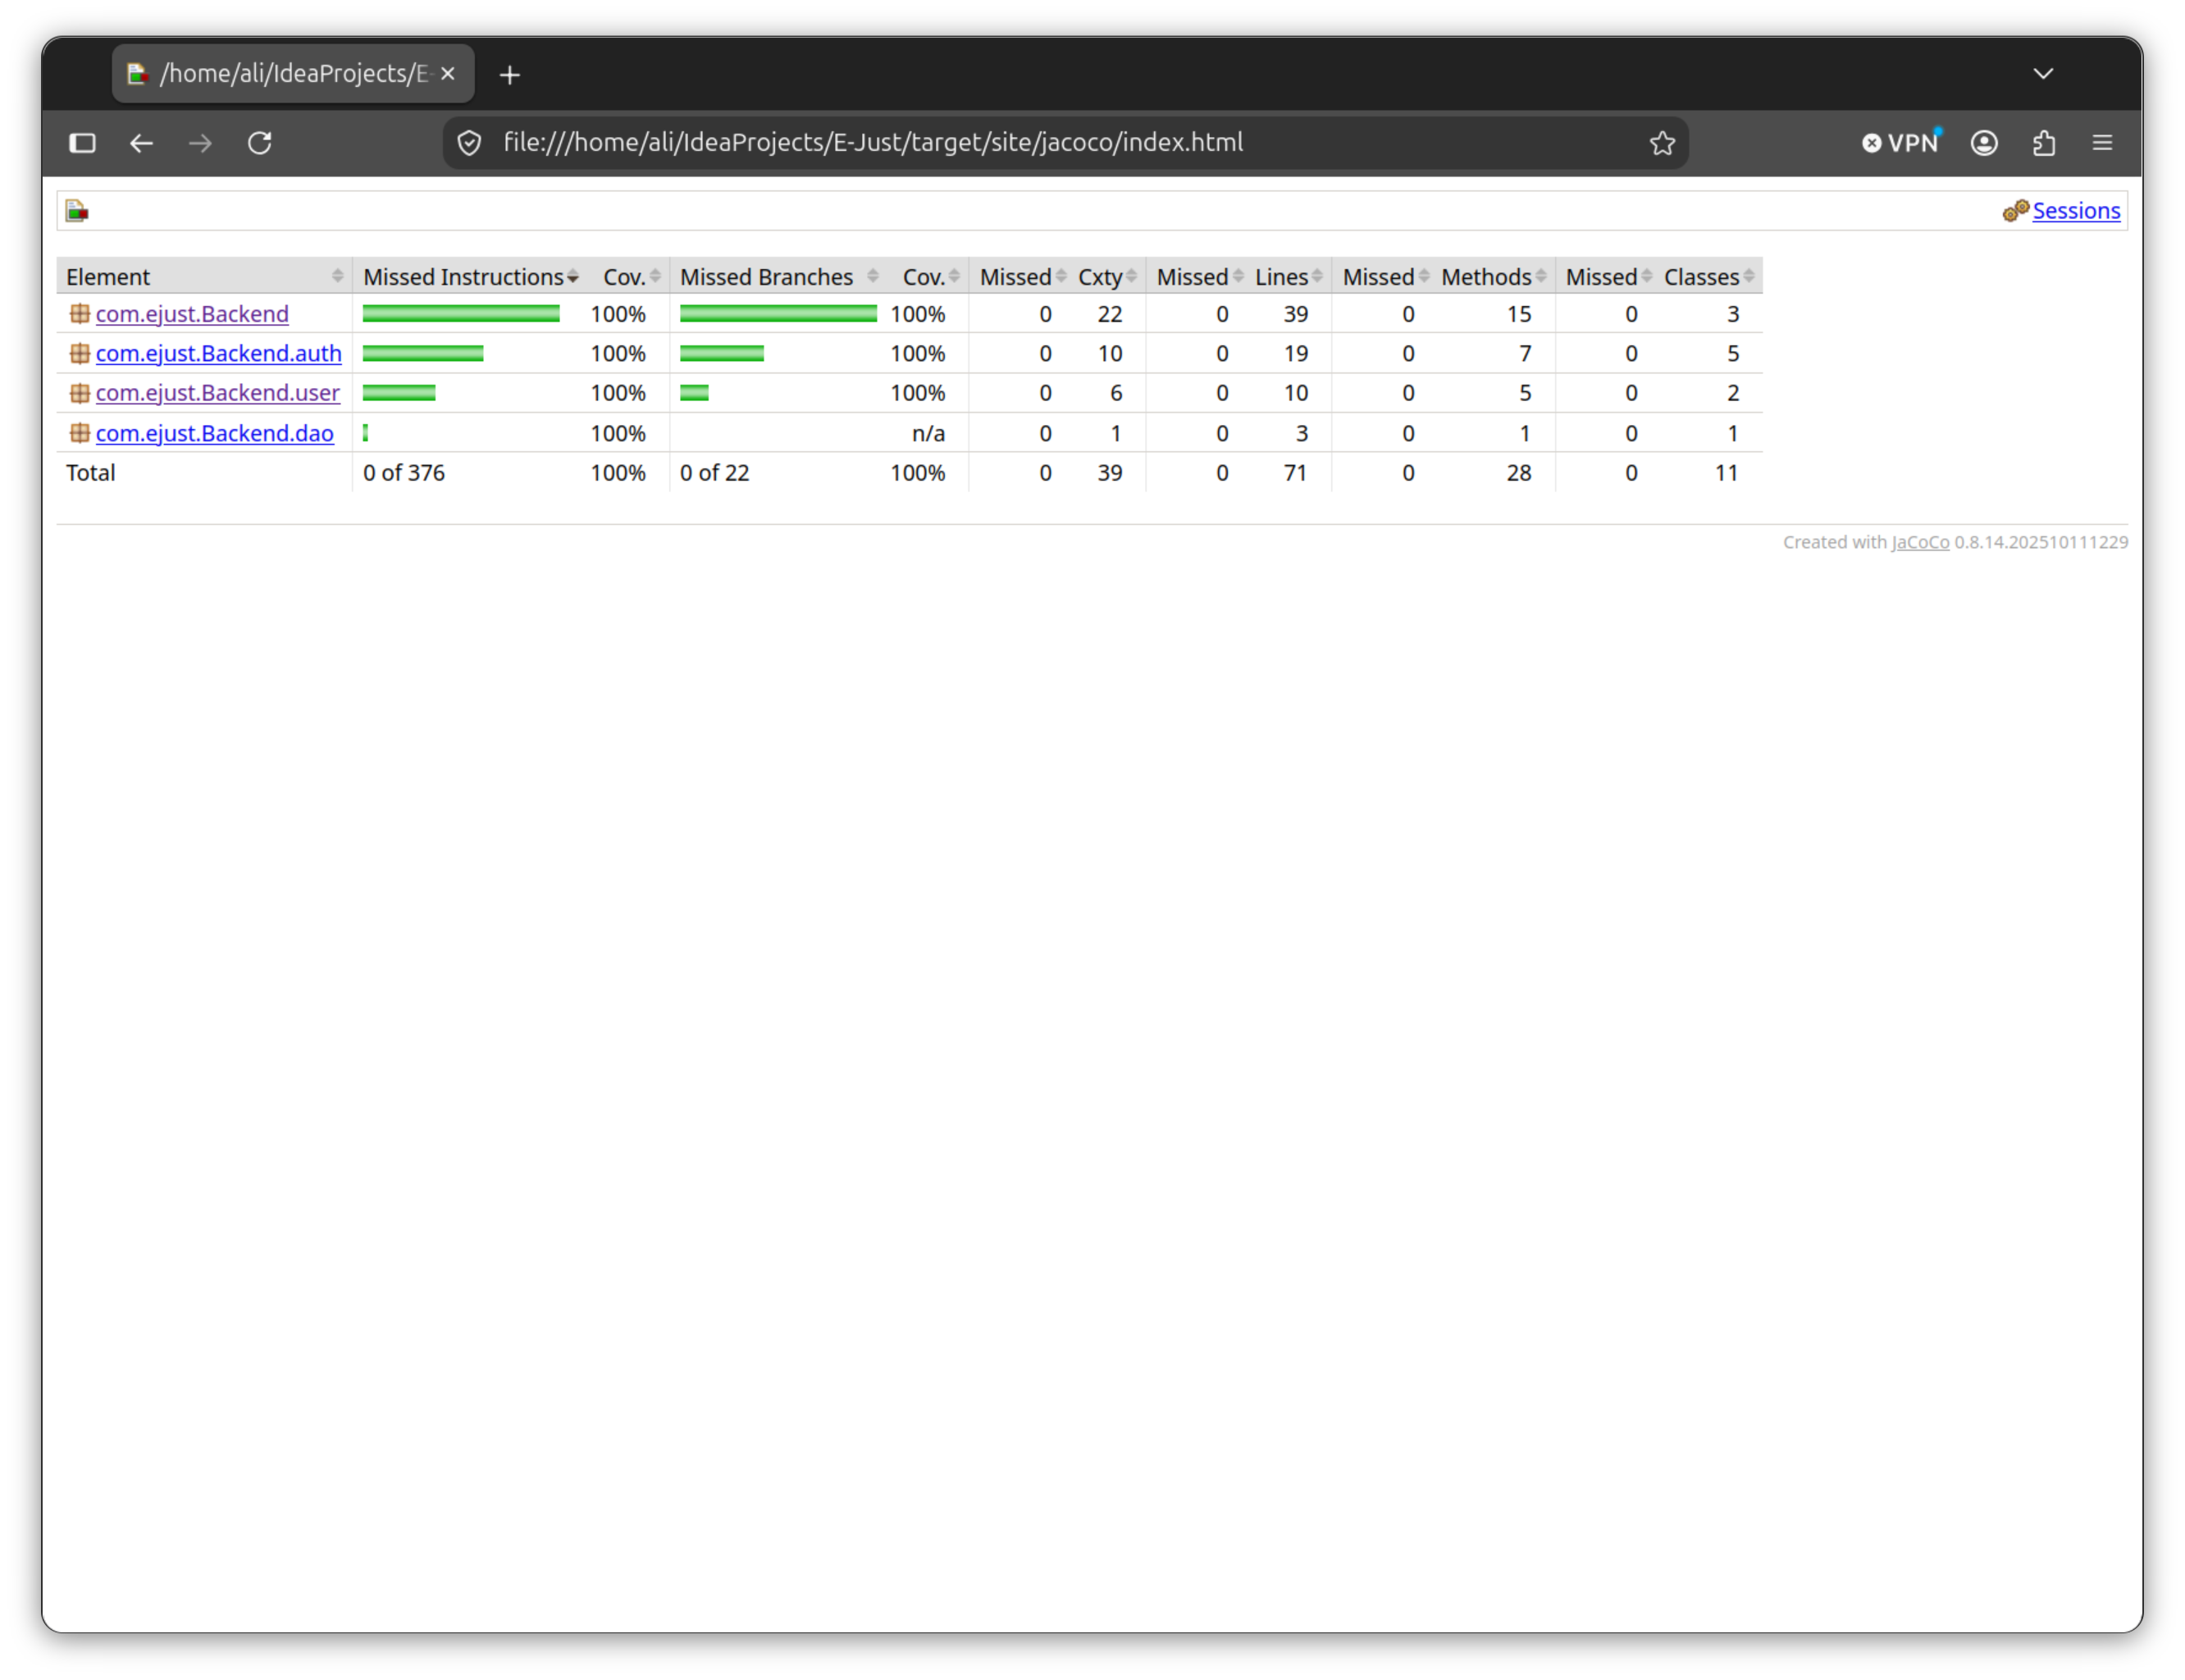 /home/ali/IdeaProjects/E-
file:///home/ali/IdeaProjects/E-Just/target/site/jacoco/index.html
VPN
Sessions
Element Missed Instructions Cov. Missed Branches Cov. Missed Cxty Missed Lines Missed Methods Missed Classes
com.ejust.Backend 100% 100% 0 22 0 39 0 15 0 3
com.ejust.Backend.auth 100% 100% 0 10 0 19 0 7 0 5
com.ejust.Backend.user 100% 100% 0 6 0 10 0 5 0 2
com.ejust.Backend.dao 100% n/a 0 1 0 3 0 1 0 1
Total 0 of 376 100% 0 of 22 100% 0 39 0 71 0 28 0 11
Created with JaCoCo 0.8.14.202510111229